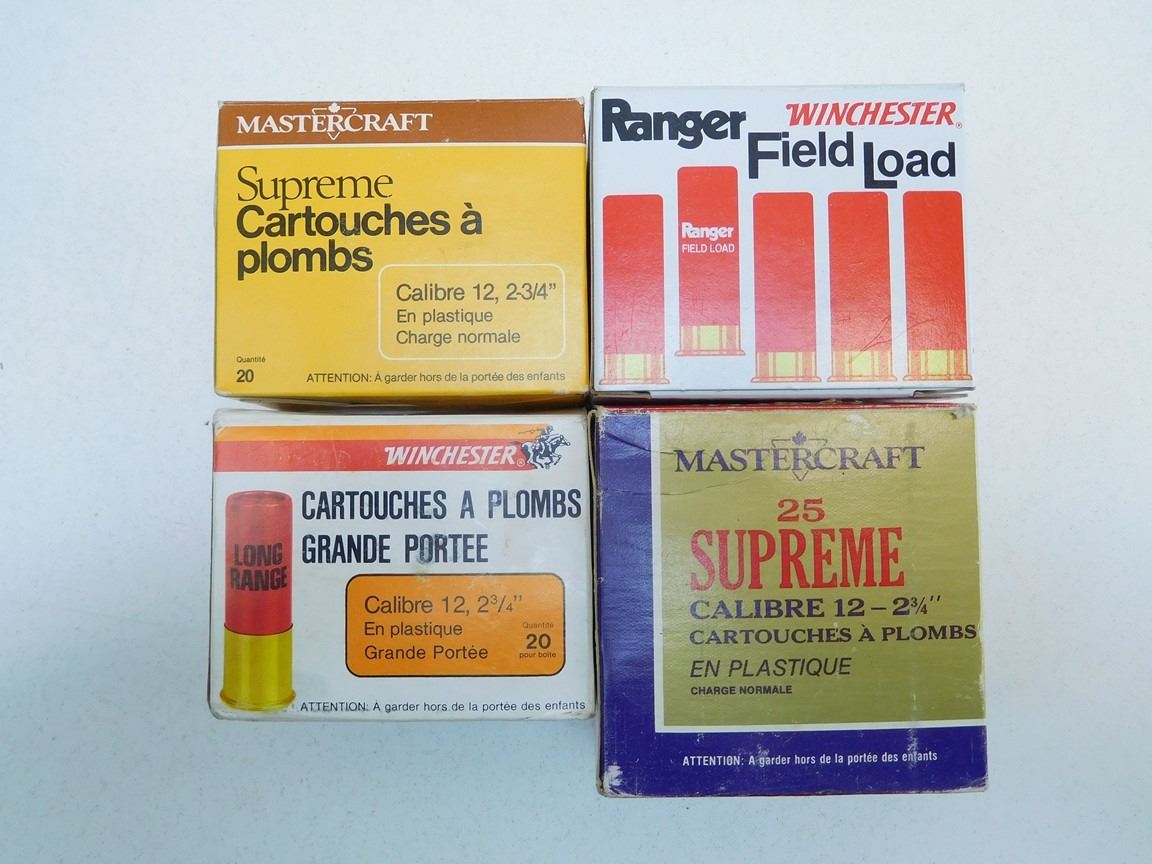 MASTERCRAFT
Supreme
Cartouches à
plombs
Calibre 12, 2-3/4”
En plastique
Charge normale
Quantité
20
ATTENTION: À garder hors de la portée des enfants
Ranger WINCHESTER®
Field Load
Ranger
FIELD LOAD
WINCHESTER®
CARTOUCHES A PLOMBS
GRANDE PORTEE
LONG
RANGE
Calibre 12, 2³/₄”
En plastique
Grande Portée
Quantité
20
pour boîte
ATTENTION: À garder hors de la portée des enfants
MASTERCRAFT
25
SUPREME
CALIBRE 12 – 2¾''
CARTOUCHES À PLOMBS
EN PLASTIQUE
CHARGE NORMALE
ATTENTION: A garder hors de la portée des enfants